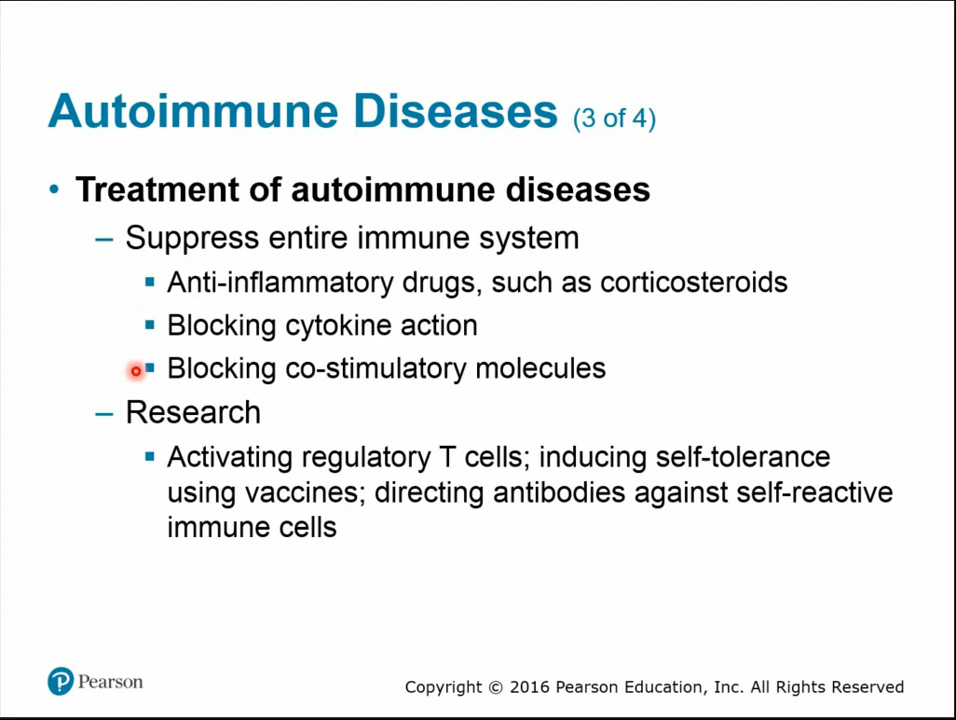 Autoimmune Diseases (3 of 4)
• Treatment of autoimmune diseases
– Suppress entire immune system
▪ Anti-inflammatory drugs, such as corticosteroids
▪ Blocking cytokine action
▪ Blocking co-stimulatory molecules
– Research
▪ Activating regulatory T cells; inducing self-tolerance
using vaccines; directing antibodies against self-reactive
immune cells
Pearson
Copyright © 2016 Pearson Education, Inc. All Rights Reserved